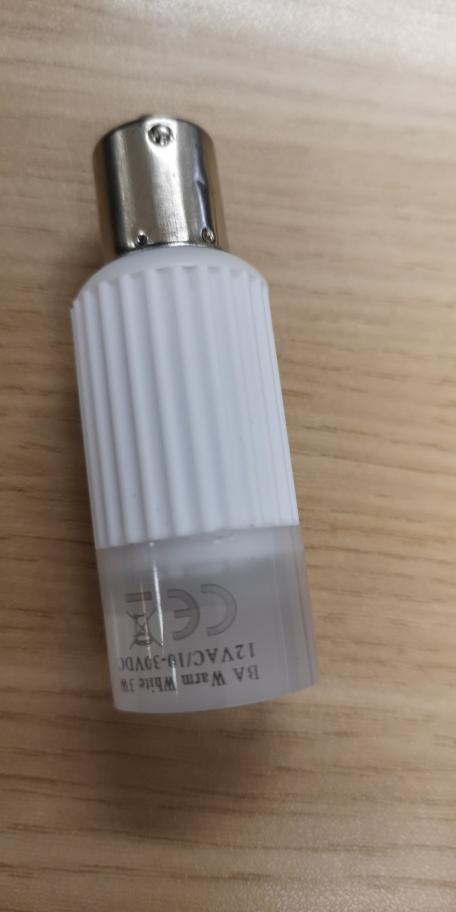 BA Warm White 3W
12VAC/10-30VDC
CE